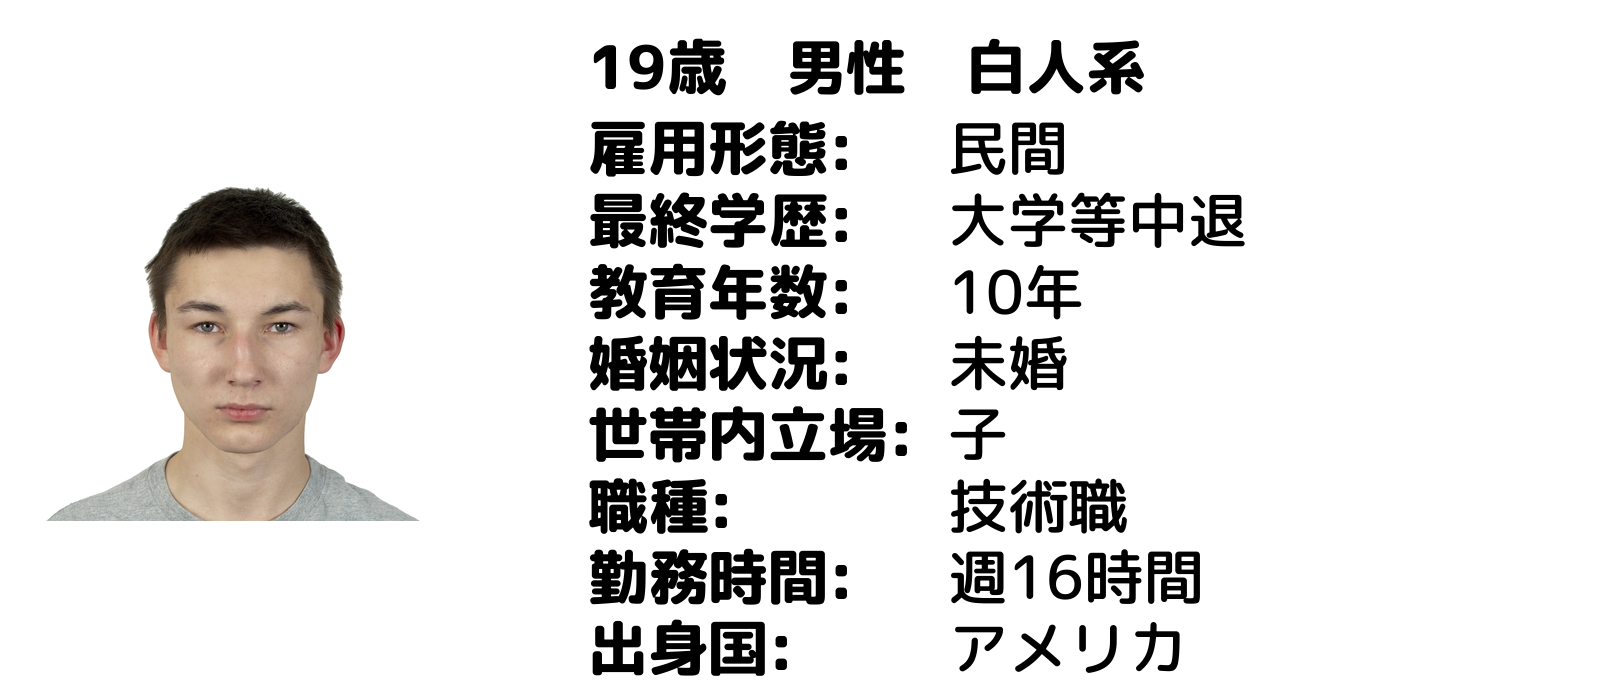 19歳　男性　白人系
雇用形態:　民間
最終学歴:　大学等中退
教育年数:　10年
婚姻状況:　未婚
世帯内立場:　子
職種:　技術職
勤務時間:　週16時間
出身国:　アメリカ